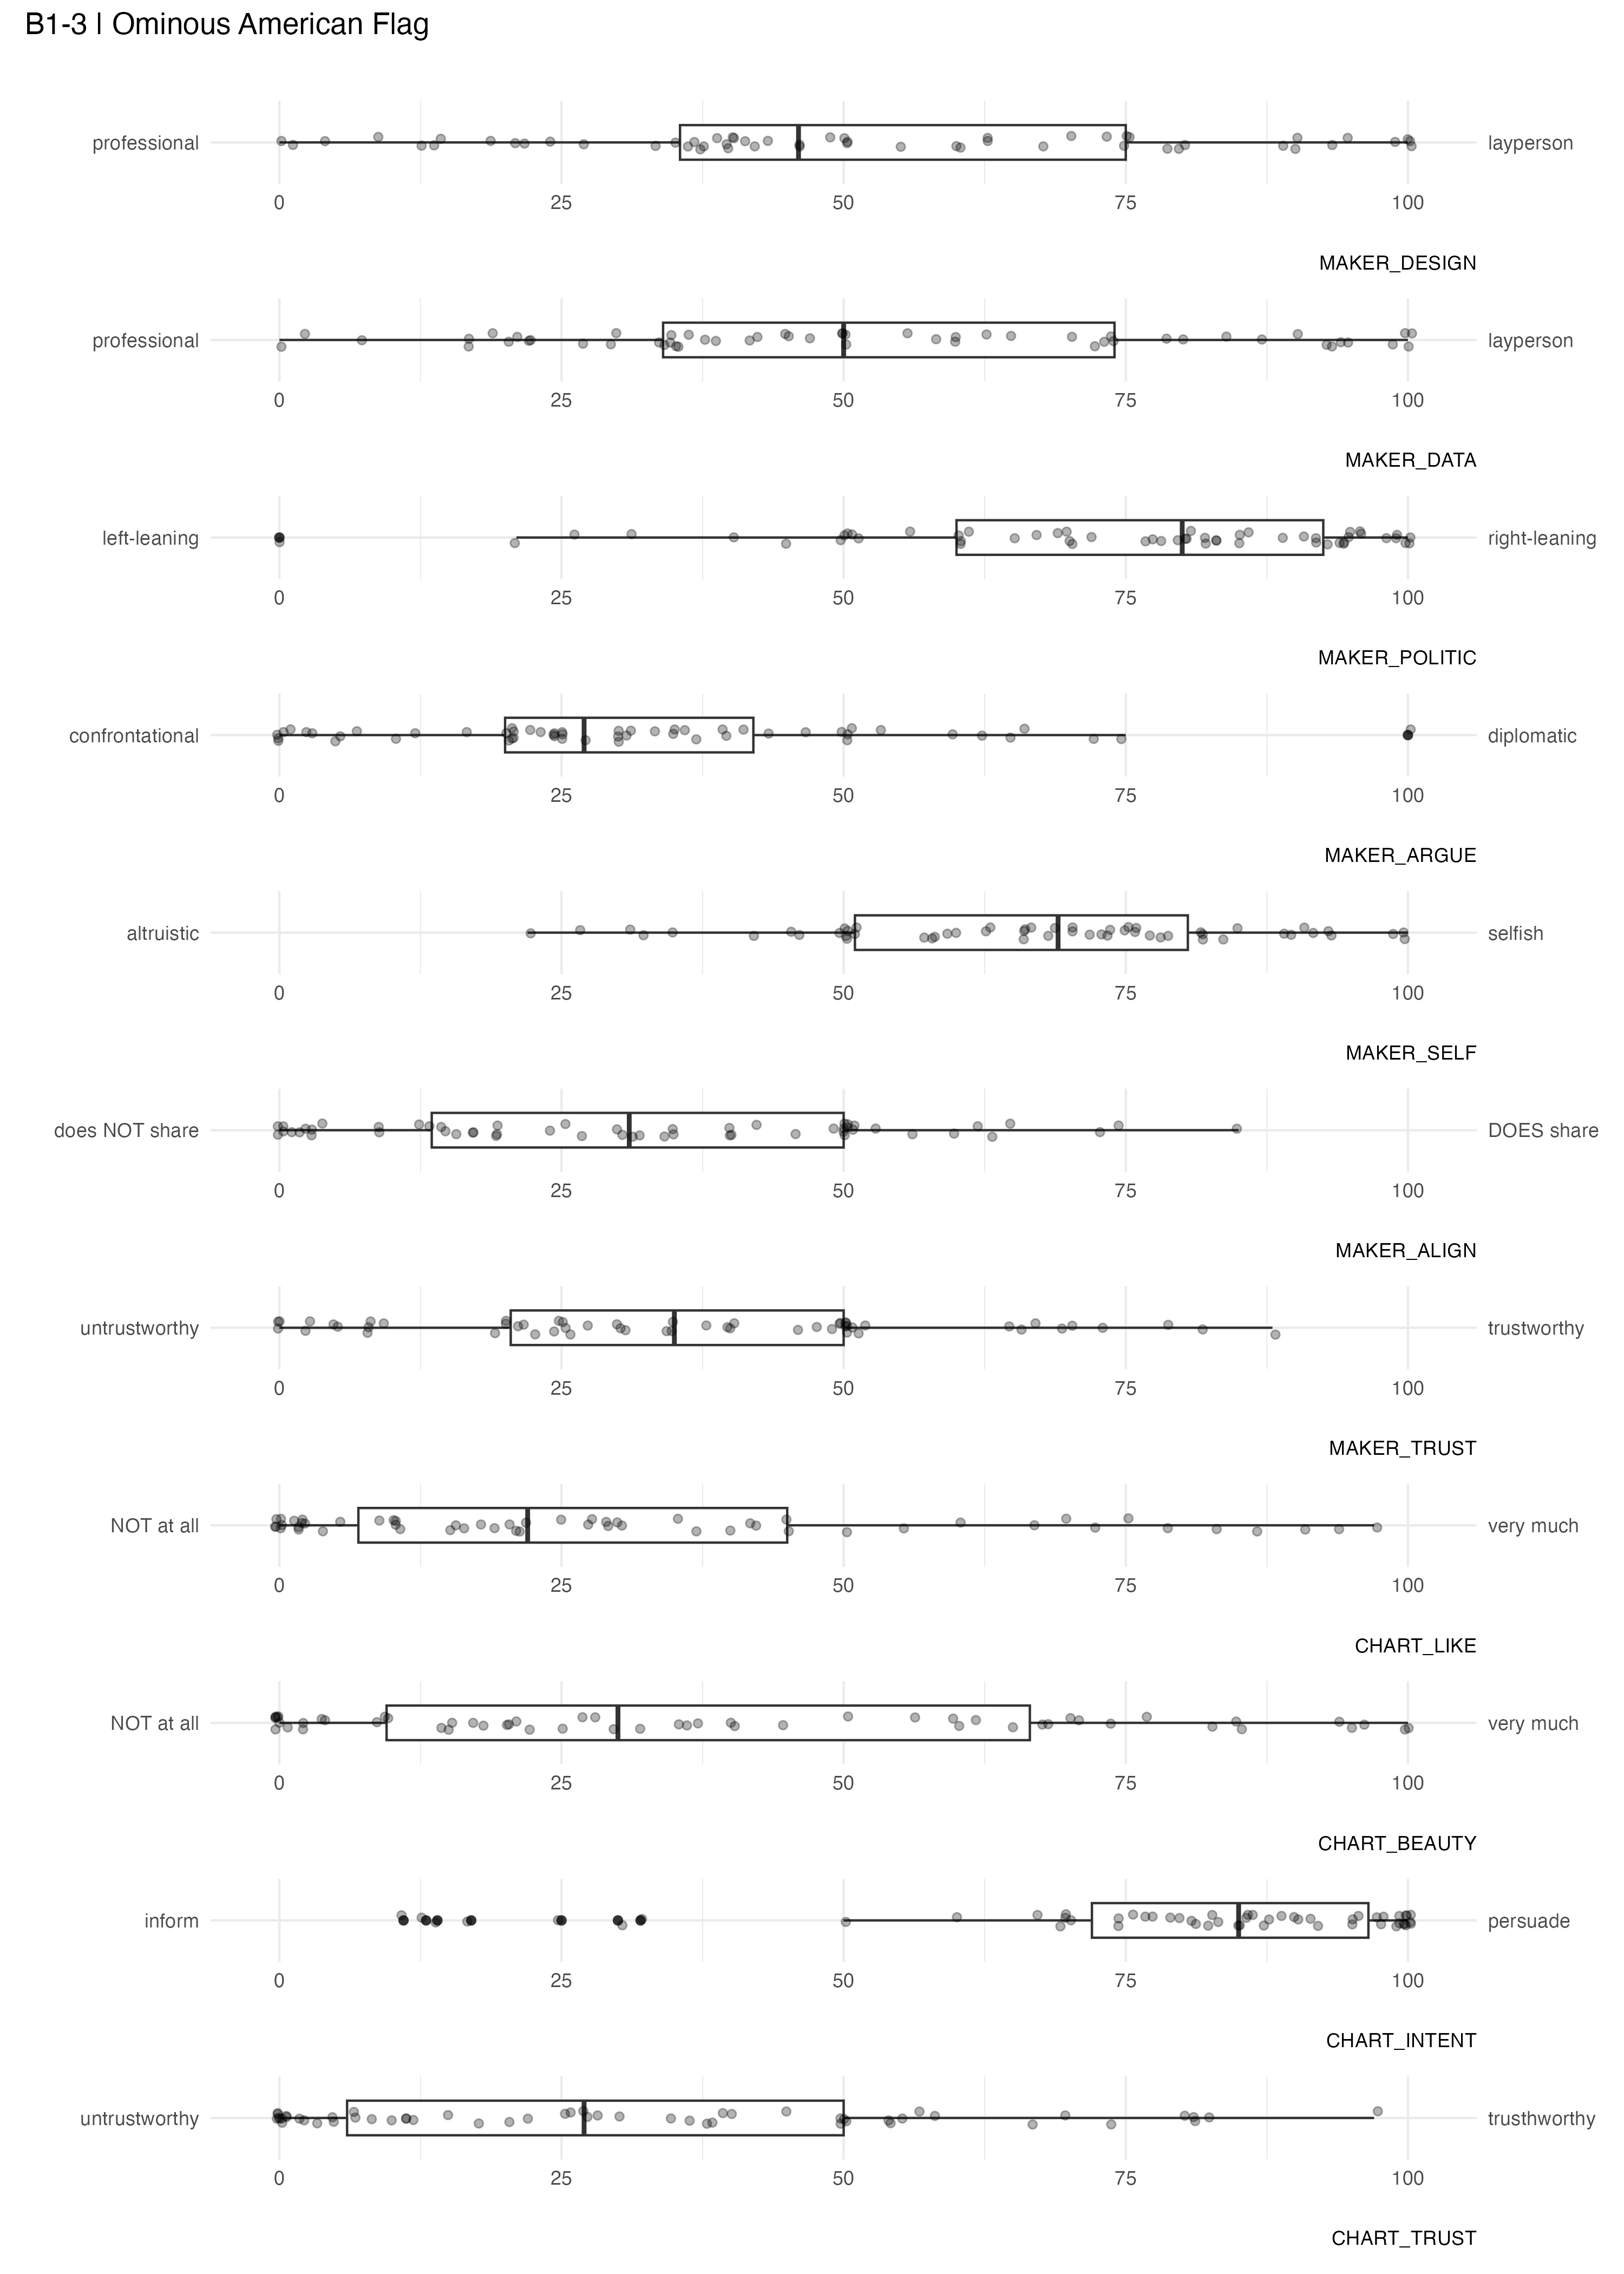 B1-3 | Ominous American Flag
professional layperson
0 25 50 75 100
MAKER_DESIGN
professional layperson
0 25 50 75 100
MAKER_DATA
left-leaning right-leaning
0 25 50 75 100
MAKER_POLITIC
confrontational diplomatic
0 25 50 75 100
MAKER_ARGUE
altruistic selfish
0 25 50 75 100
MAKER_SELF
does NOT share DOES share
0 25 50 75 100
MAKER_ALIGN
untrustworthy trustworthy
0 25 50 75 100
MAKER_TRUST
NOT at all very much
0 25 50 75 100
CHART_LIKE
NOT at all very much
0 25 50 75 100
CHART_BEAUTY
inform persuade
0 25 50 75 100
CHART_INTENT
untrustworthy trusthworthy
0 25 50 75 100
CHART_TRUST